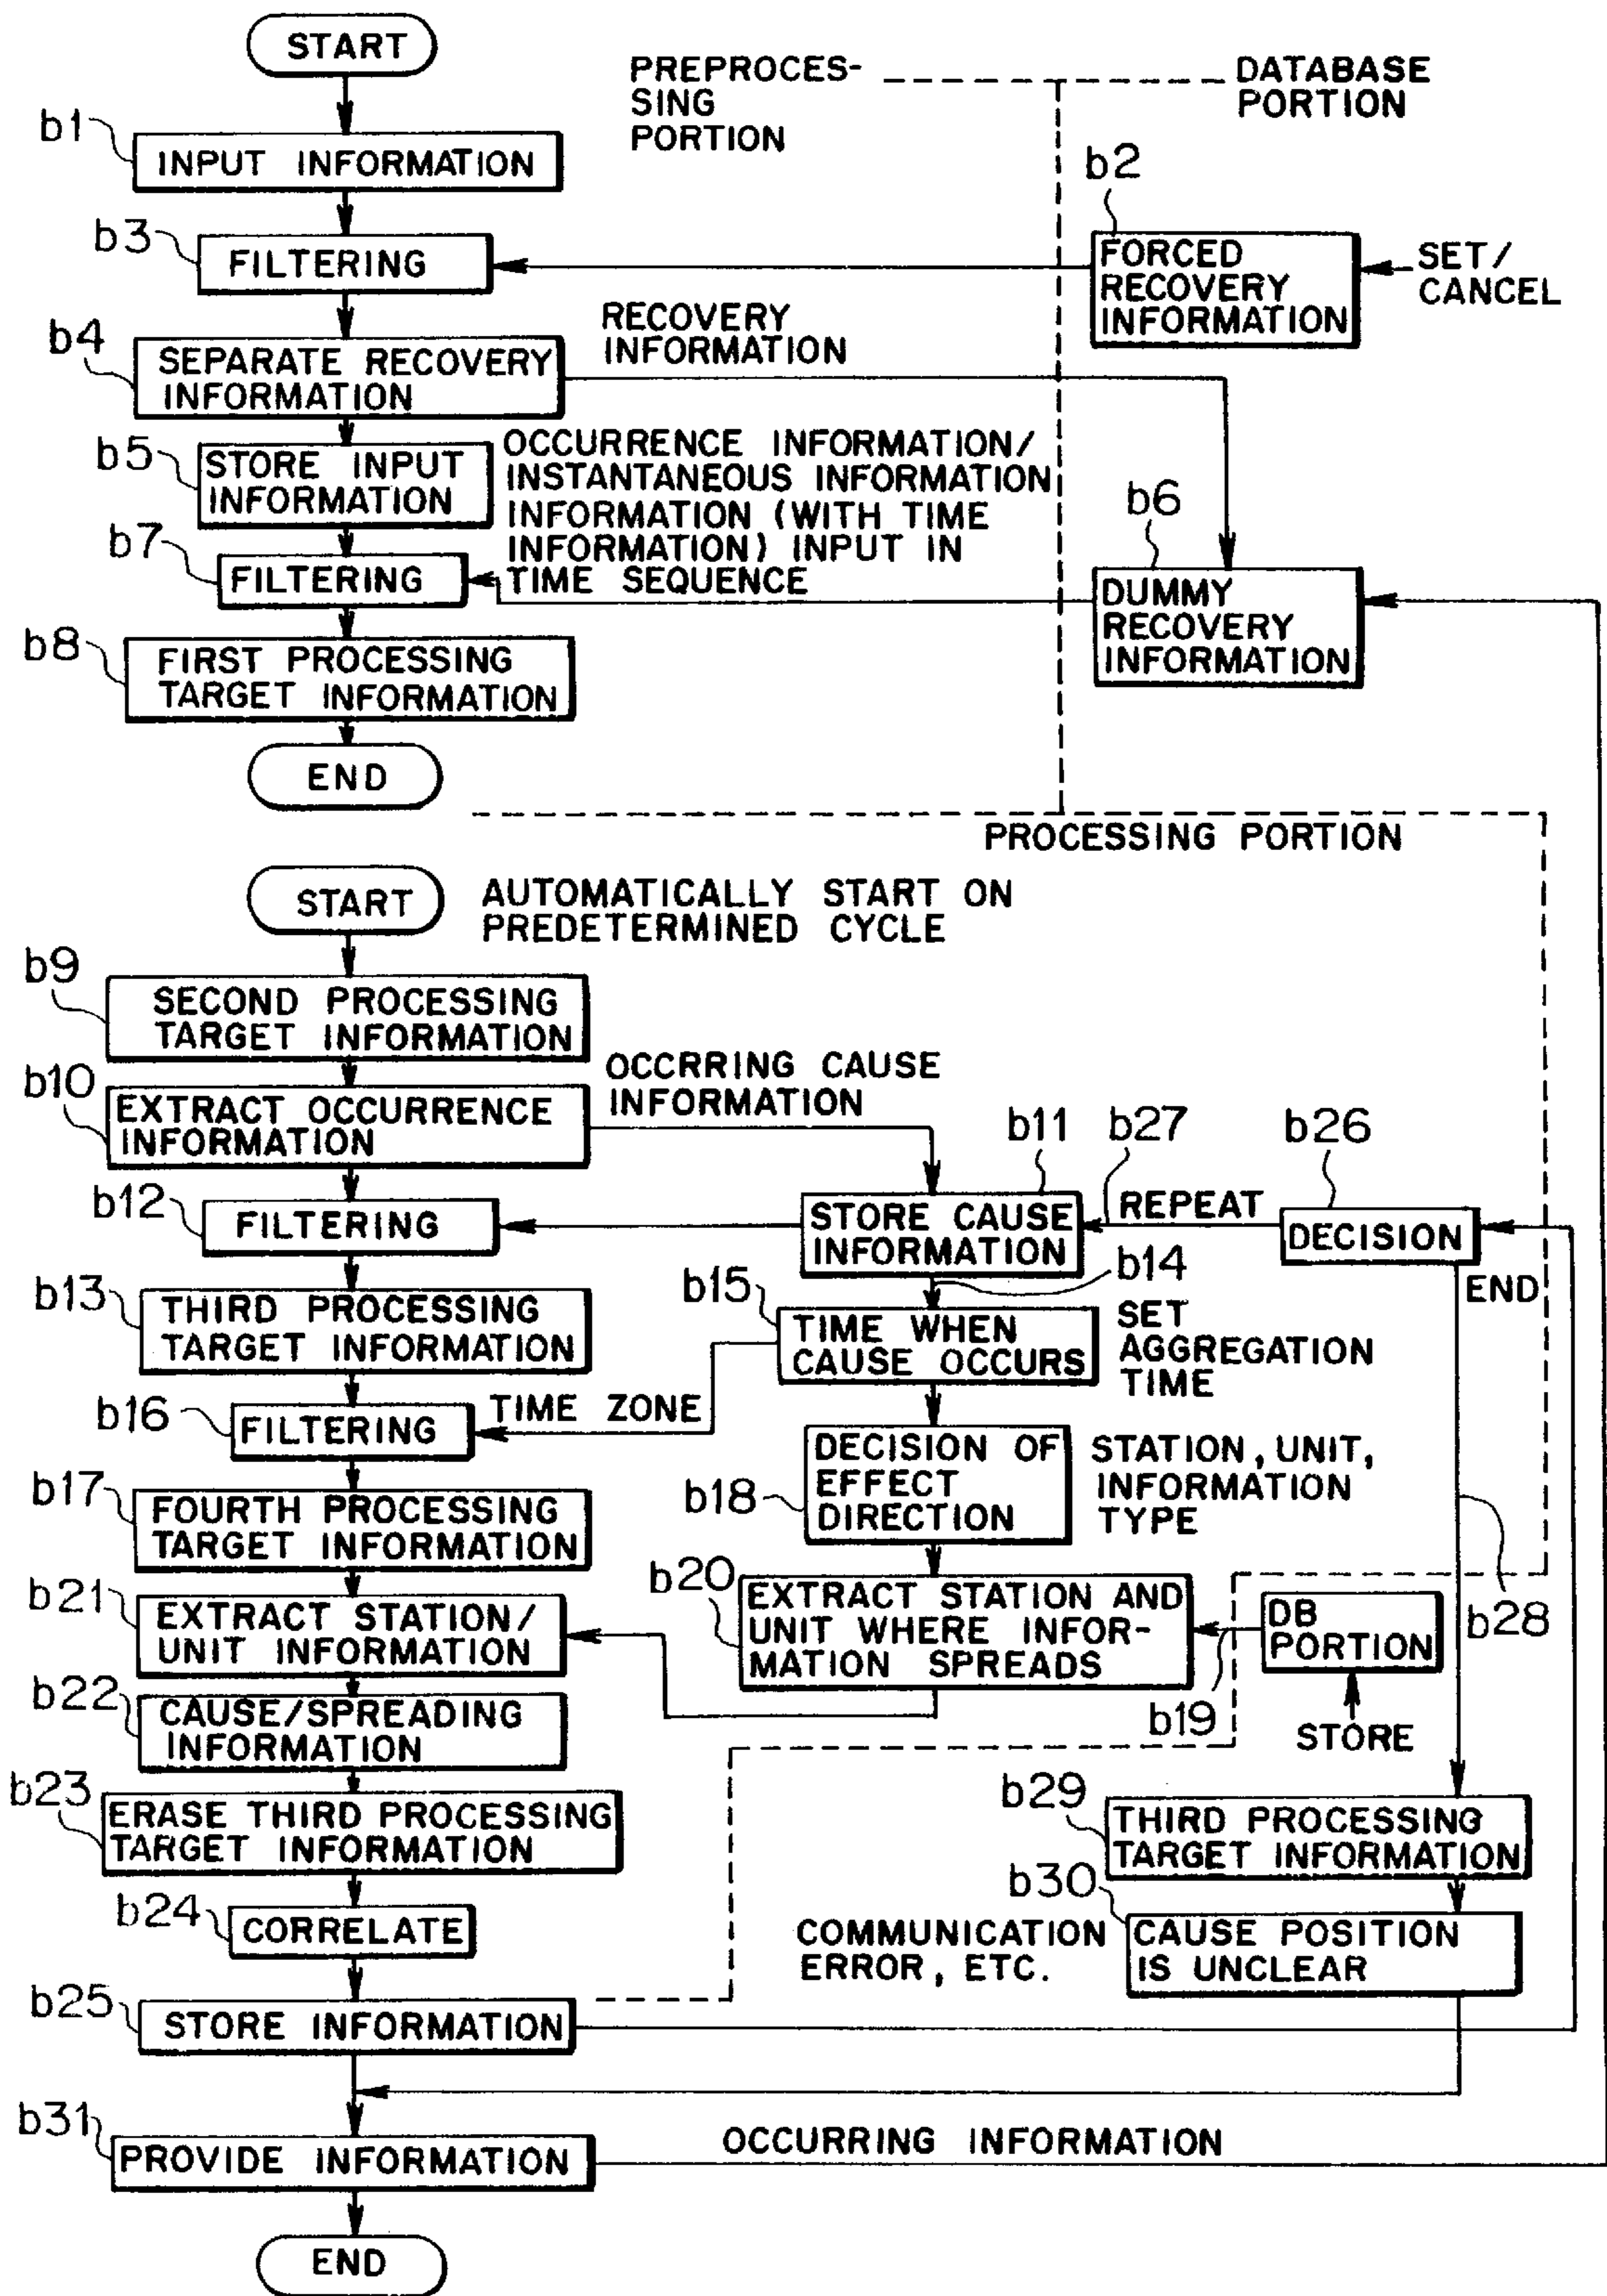 START
PREPROCES-
SING
PORTION
DATABASE
PORTION
b1
INPUT INFORMATION
b2
b3
FILTERING
FORCED
RECOVERY
INFORMATION
SET/
CANCEL
RECOVERY
INFORMATION
b4
SEPARATE RECOVERY
INFORMATION
b5
STORE INPUT
INFORMATION
OCCURRENCE INFORMATION/
INSTANTANEOUS INFORMATION
INFORMATION (WITH TIME
INFORMATION) INPUT IN
TIME SEQUENCE
b6
b7
FILTERING
DUMMY
RECOVERY
INFORMATION
b8
FIRST PROCESSING
TARGET INFORMATION
END
PROCESSING PORTION
START
AUTOMATICALLY START ON
PREDETERMINED CYCLE
b9
SECOND PROCESSING
TARGET INFORMATION
b10
EXTRACT OCCURRENCE
INFORMATION
OCCRRING CAUSE
INFORMATION
b11
b27
b26
b12
FILTERING
STORE CAUSE
INFORMATION
REPEAT
DECISION
b14
END
b13
THIRD PROCESSING
TARGET INFORMATION
b15
TIME WHEN
CAUSE OCCURS
SET
AGGREGATION
TIME
b16
FILTERING
TIME ZONE
b17
FOURTH PROCESSING
TARGET INFORMATION
b18
DECISION OF
EFFECT
DIRECTION
STATION, UNIT,
INFORMATION
TYPE
b20
EXTRACT STATION AND
UNIT WHERE INFOR-
MATION SPREADS
DB
PORTION
b28
b21
EXTRACT STATION/
UNIT INFORMATION
b19
STORE
b22
CAUSE/SPREADING
INFORMATION
b23
ERASE THIRD PROCESSING
TARGET INFORMATION
b29
THIRD PROCESSING
TARGET INFORMATION
b24
CORRELATE
b30
COMMUNICATION
ERROR, ETC.
CAUSE POSITION
IS UNCLEAR
b25
STORE INFORMATION
b31
PROVIDE INFORMATION
OCCURRING INFORMATION
END